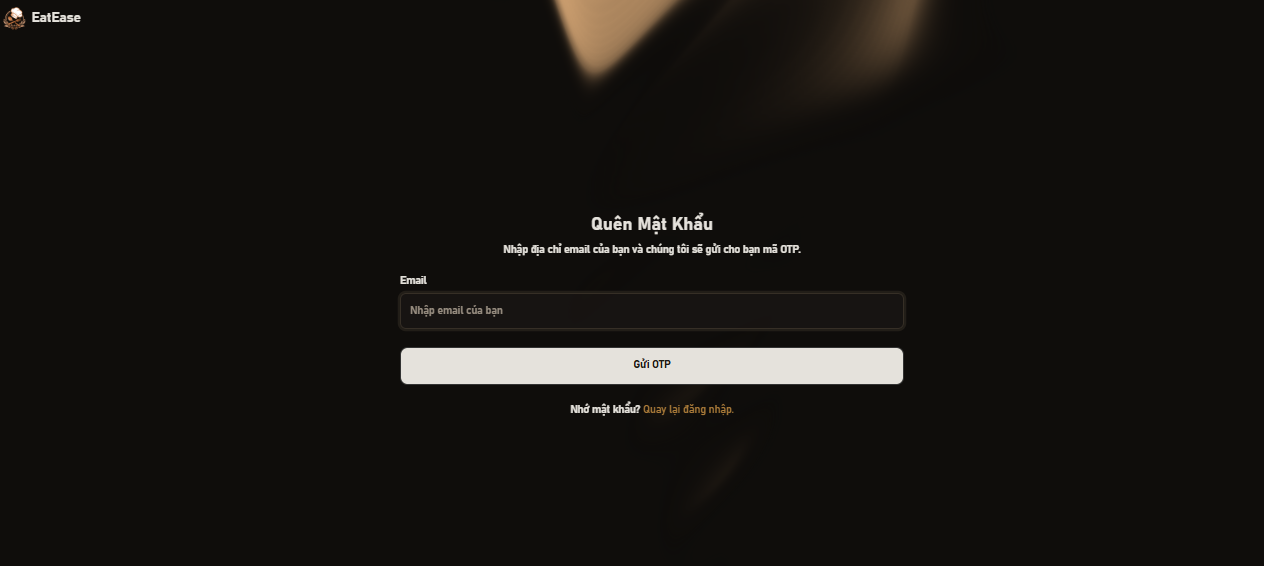 EatEase
Quên Mật Khẩu
Nhập địa chỉ email của bạn và chúng tôi sẽ gửi cho bạn mã OTP.
Email
Nhập email của bạn
Gửi OTP
Nhớ mật khẩu? Quay lại đăng nhập.